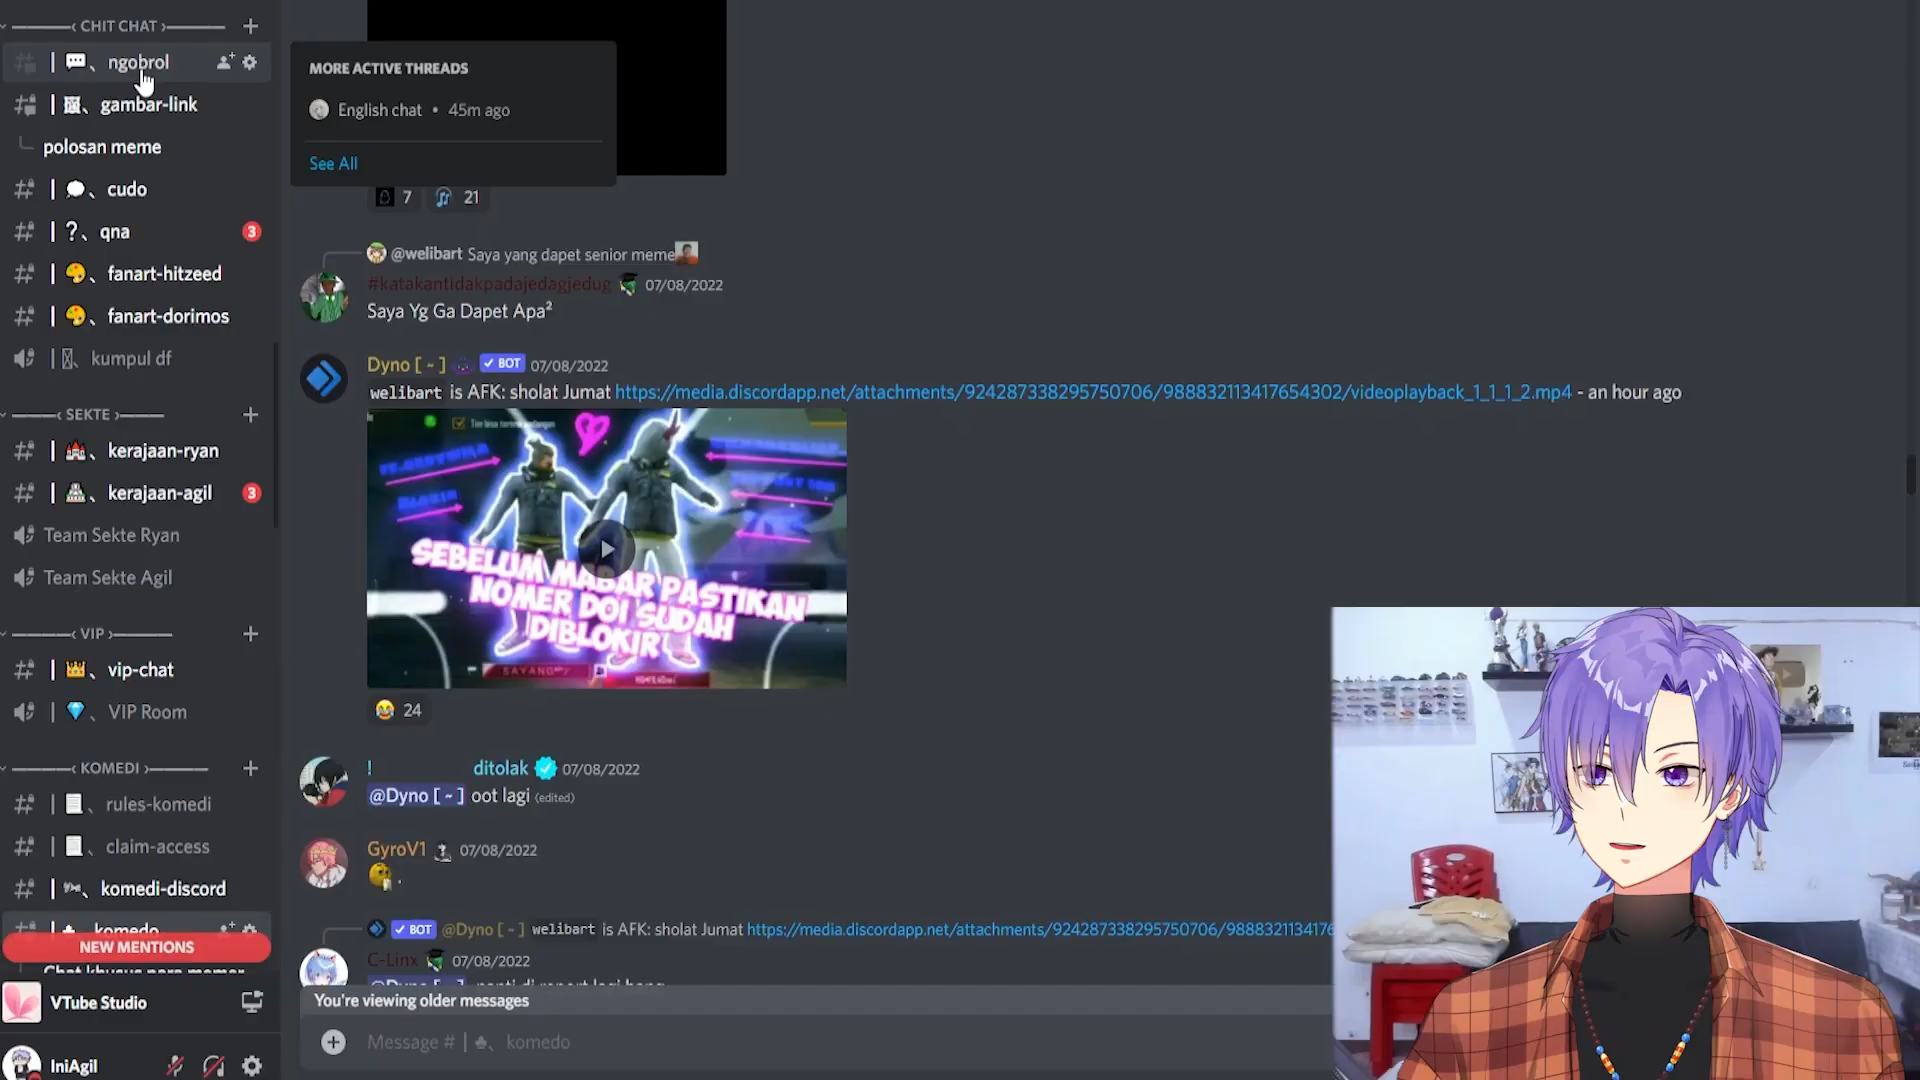 CHIT CHAT
ngobrol
gambar-link
polosan meme
cudo
qna 3
fanart-hitzeed
fanart-dorimos
kumpul df
SEKTE
kerajaan-ryan
kerajaan-agil 3
Team Sekte Ryan
Team Sekte Agil
VIP
vip-chat
VIP Room
KOMEDI
rules-komedi
claim-access
komedi-discord
komedo
NEW MENTIONS
Chat khusus para memer
VTube Studio
IniAgil
MORE ACTIVE THREADS
English chat • 45m ago
See All
7 21
@welibart Saya yang dapet senior meme
#katakantidakpadajedagjedug 07/08/2022
Saya Yg Ga Dapet Apa²
Dyno [ ~ ] ✓ BOT 07/08/2022
welibart is AFK: sholat Jumat https://media.discordapp.net/attachments/924287338295750706/988832113417654302/videoplayback_1_1_1_2.mp4 - an hour ago
SEBELUM MABAR PASTIKAN
NOMER DOI SUDAH
DIBLOKIR
SAYANG
24
! ditolak 07/08/2022
@Dyno [ ~ ] oot lagi (edited)
GyroV1 07/08/2022
.
✓ BOT @Dyno [ ~ ] welibart is AFK: sholat Jumat https://media.discordapp.net/attachments/924287338295750706/9888321134176
C-Linx 07/08/2022
You're viewing older messages
Message # | ♣、 komedo